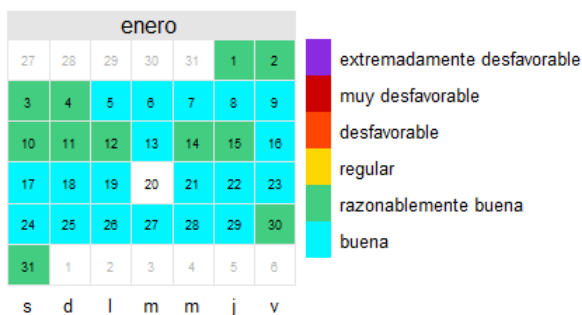 enero
27 28 29 30 31 1 2
3 4 5 6 7 8 9
10 11 12 13 14 15 16
17 18 19 20 21 22 23
24 25 26 27 28 29 30
31 1 2 3 4 5 6
s d l m m j v
extremadamente desfavorable
muy desfavorable
desfavorable
regular
razonablemente buena
buena